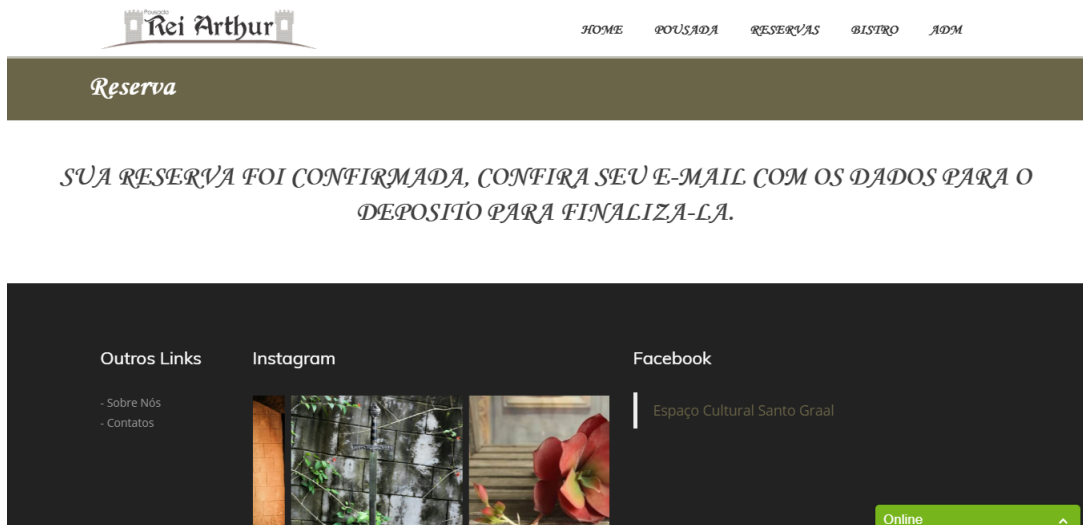 Pousada
Rei Arthur
HOME POUSADA RESERVAS BISTRO ADM
Reserva
SUA RESERVA FOI CONFIRMADA, CONFIRA SEU E-MAIL COM OS DADOS PARA O
DEPOSITO PARA FINALIZA-LA.
Outros Links
- Sobre Nós
- Contatos
Instagram
Facebook
Espaço Cultural Santo Graal
Online